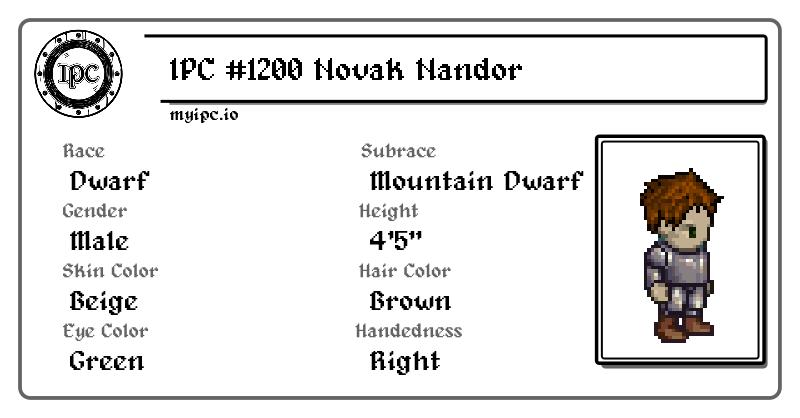 IPC
IPC #1200 Novak Nandor
myipc.io
Race
Dwarf
Subrace
Mountain Dwarf
Gender
Male
Height
4'5"
Skin Color
Beige
Hair Color
Brown
Eye Color
Green
Handedness
Right